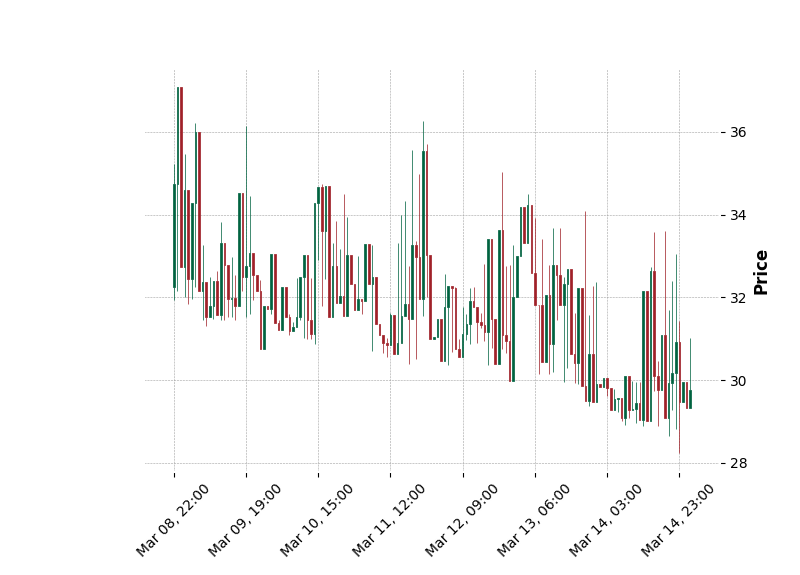 36
34
32
30
28
Price
Mar 08, 22:00
Mar 09, 19:00
Mar 10, 15:00
Mar 11, 12:00
Mar 12, 09:00
Mar 13, 06:00
Mar 14, 03:00
Mar 14, 23:00